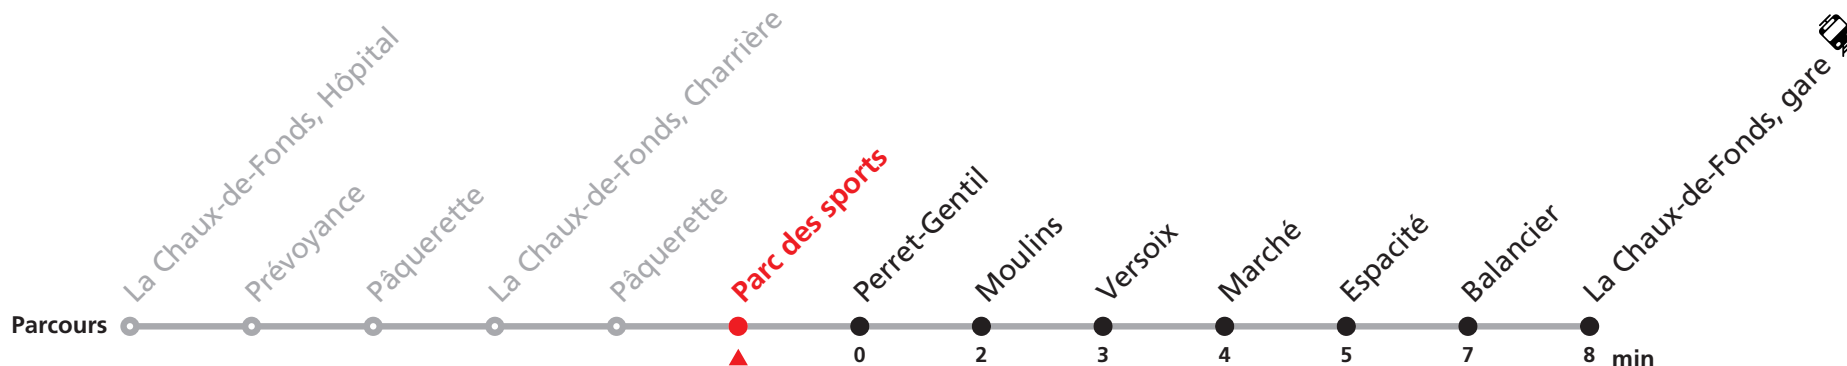 La Chaux-de-Fonds, Hôpital
Prévoyance
Pâquerette
La Chaux-de-Fonds, Charrière
Pâquerette
Parc des sports
Perret-Gentil
Moulins
Versoix
Marché
Espacité
Balancier
La Chaux-de-Fonds, gare
Parcours
0 2 3 4 5 7 8 min